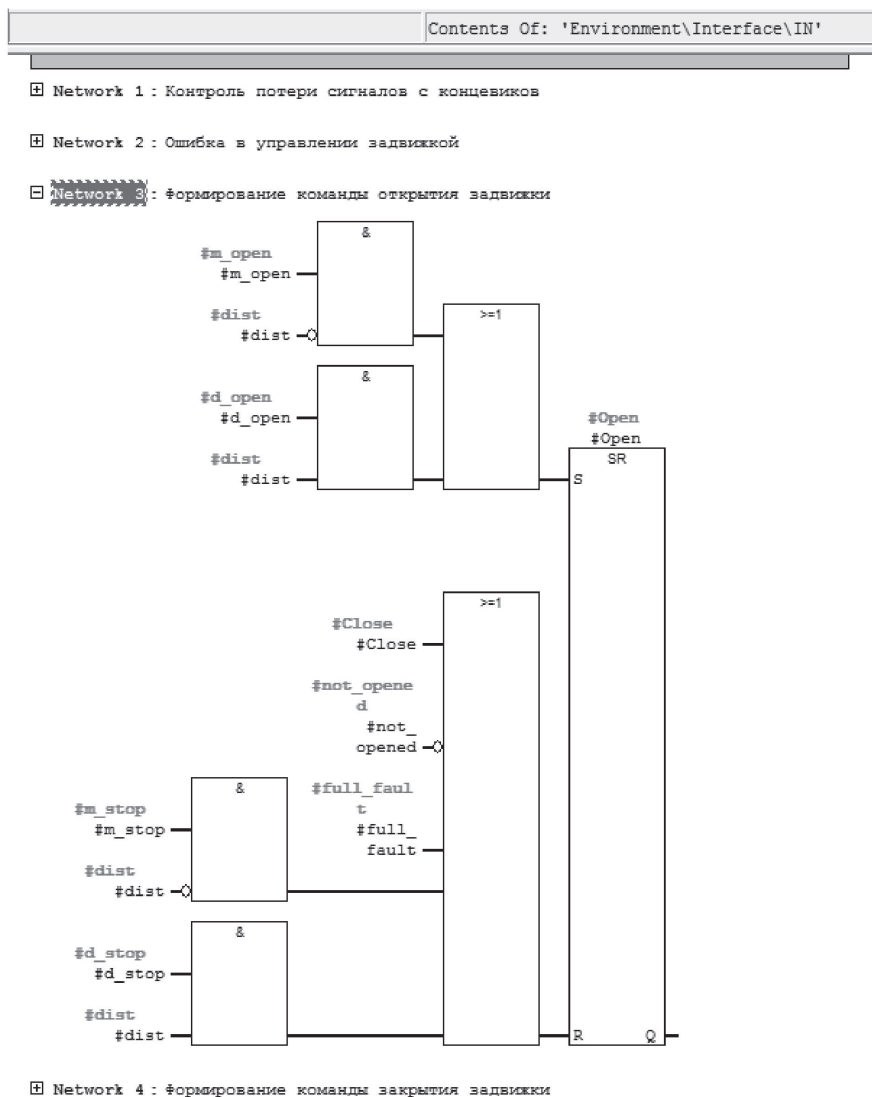 Contents Of: 'Environment\Interface\IN'
Network 1 : Контроль потери сигналов с концевиков
Network 2 : Ошибка в управлении задвижкой
Network 3 : Формирование команды открытия задвижки
&
#m_open
#m_open
#dist
#dist
>=1
&
#d_open
#d_open
#dist
#dist
#Open
#Open
SR
S
>=1
#Close
#Close
#not_opene
d
#not_
opened
&
#m_stop
#m_stop
#dist
#dist
#full_faul
t
#full_
fault
&
#d_stop
#d_stop
#dist
#dist
R
Q
Network 4 : Формирование команды закрытия задвижки